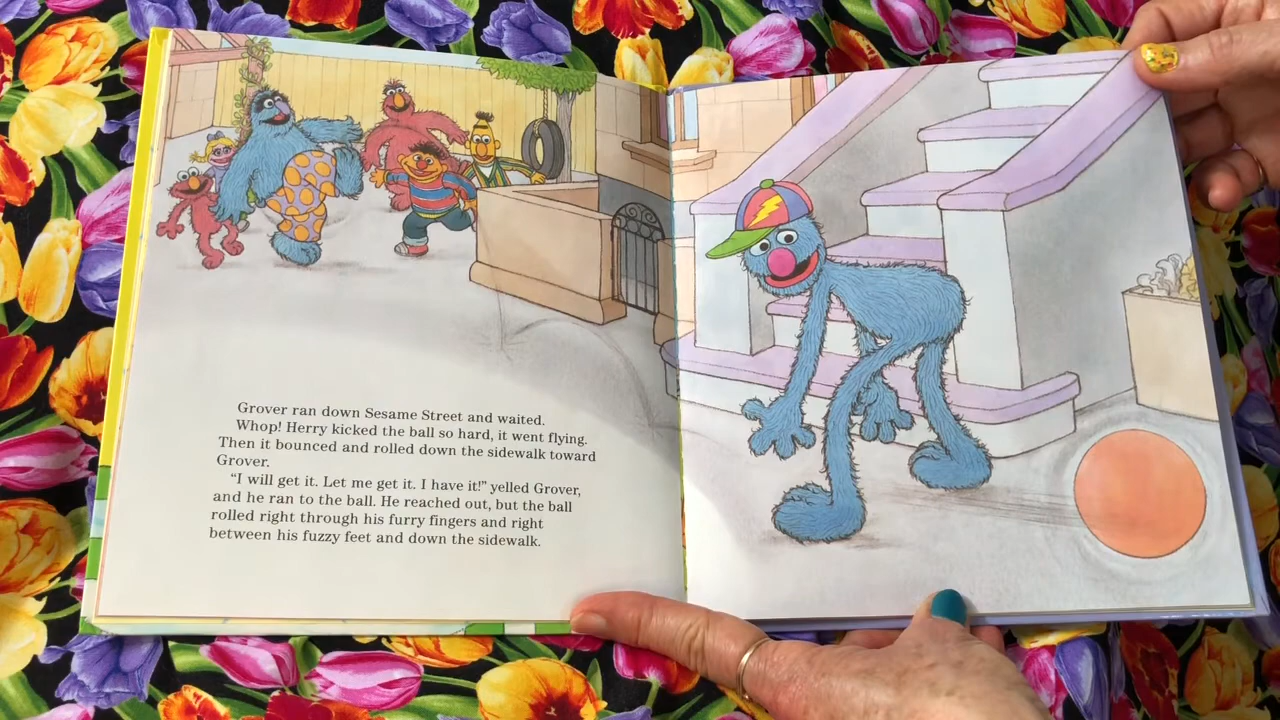 Grover ran down Sesame Street and waited.
Whop! Herry kicked the ball so hard, it went flying.
Then it bounced and rolled down the sidewalk toward
Grover.
“I will get it. Let me get it. I have it!” yelled Grover,
and he ran to the ball. He reached out, but the ball
rolled right through his furry fingers and right
between his fuzzy feet and down the sidewalk.